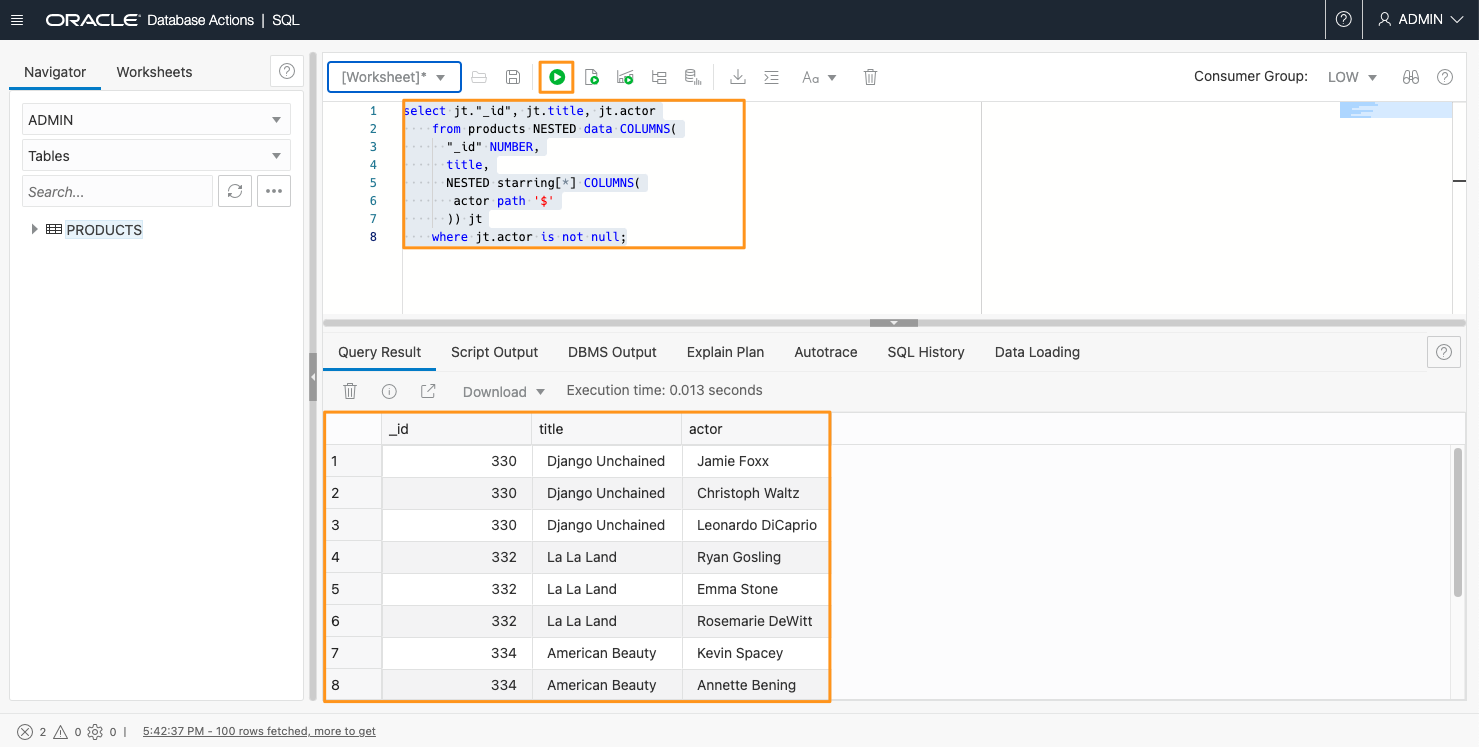 ORACLE Database Actions | SQL
ADMIN
Navigator
Worksheets
ADMIN
Tables
Search...
PRODUCTS
[Worksheet]*
Aa
Consumer Group: LOW
1 select jt."_id", jt.title, jt.actor
2 from products NESTED data COLUMNS(
3 "_id" NUMBER,
4 title,
5 NESTED starring[*] COLUMNS(
6 actor path '$'
7 )) jt
8 where jt.actor is not null;
Query Result Script Output DBMS Output Explain Plan Autotrace SQL History Data Loading
Download Execution time: 0.013 seconds
_id title actor
1 330 Django Unchained Jamie Foxx
2 330 Django Unchained Christoph Waltz
3 330 Django Unchained Leonardo DiCaprio
4 332 La La Land Ryan Gosling
5 332 La La Land Emma Stone
6 332 La La Land Rosemarie DeWitt
7 334 American Beauty Kevin Spacey
8 334 American Beauty Annette Bening
2 0 0 | 5:42:37 PM - 100 rows fetched, more to get